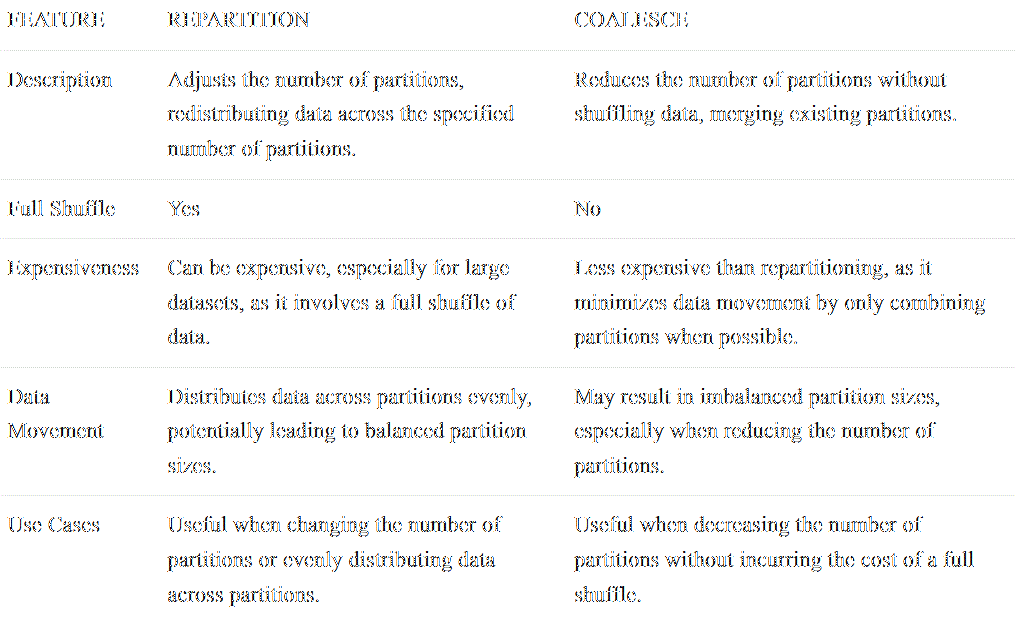 FEATURE REPARTITION COALESCE
Description Adjusts the number of partitions, Reduces the number of partitions without
redistributing data across the specified shuffling data, merging existing partitions.
number of partitions.
Full Shuffle Yes No
Expensiveness Can be expensive, especially for large Less expensive than repartitioning, as it
datasets, as it involves a full shuffle of minimizes data movement by only combining
data. partitions when possible.
Data Distributes data across partitions evenly, May result in imbalanced partition sizes,
Movement potentially leading to balanced partition especially when reducing the number of
sizes. partitions.
Use Cases Useful when changing the number of Useful when decreasing the number of
partitions or evenly distributing data partitions without incurring the cost of a full
across partitions. shuffle.